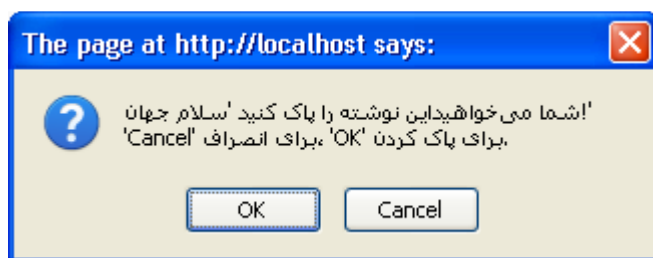 The page at http://localhost says:
شما می‌خواهیداین نوشته را پاک کنید 'سلام جهان!'
'Cancel' برای انصراف، 'OK' برای پاک کردن.
OK
Cancel